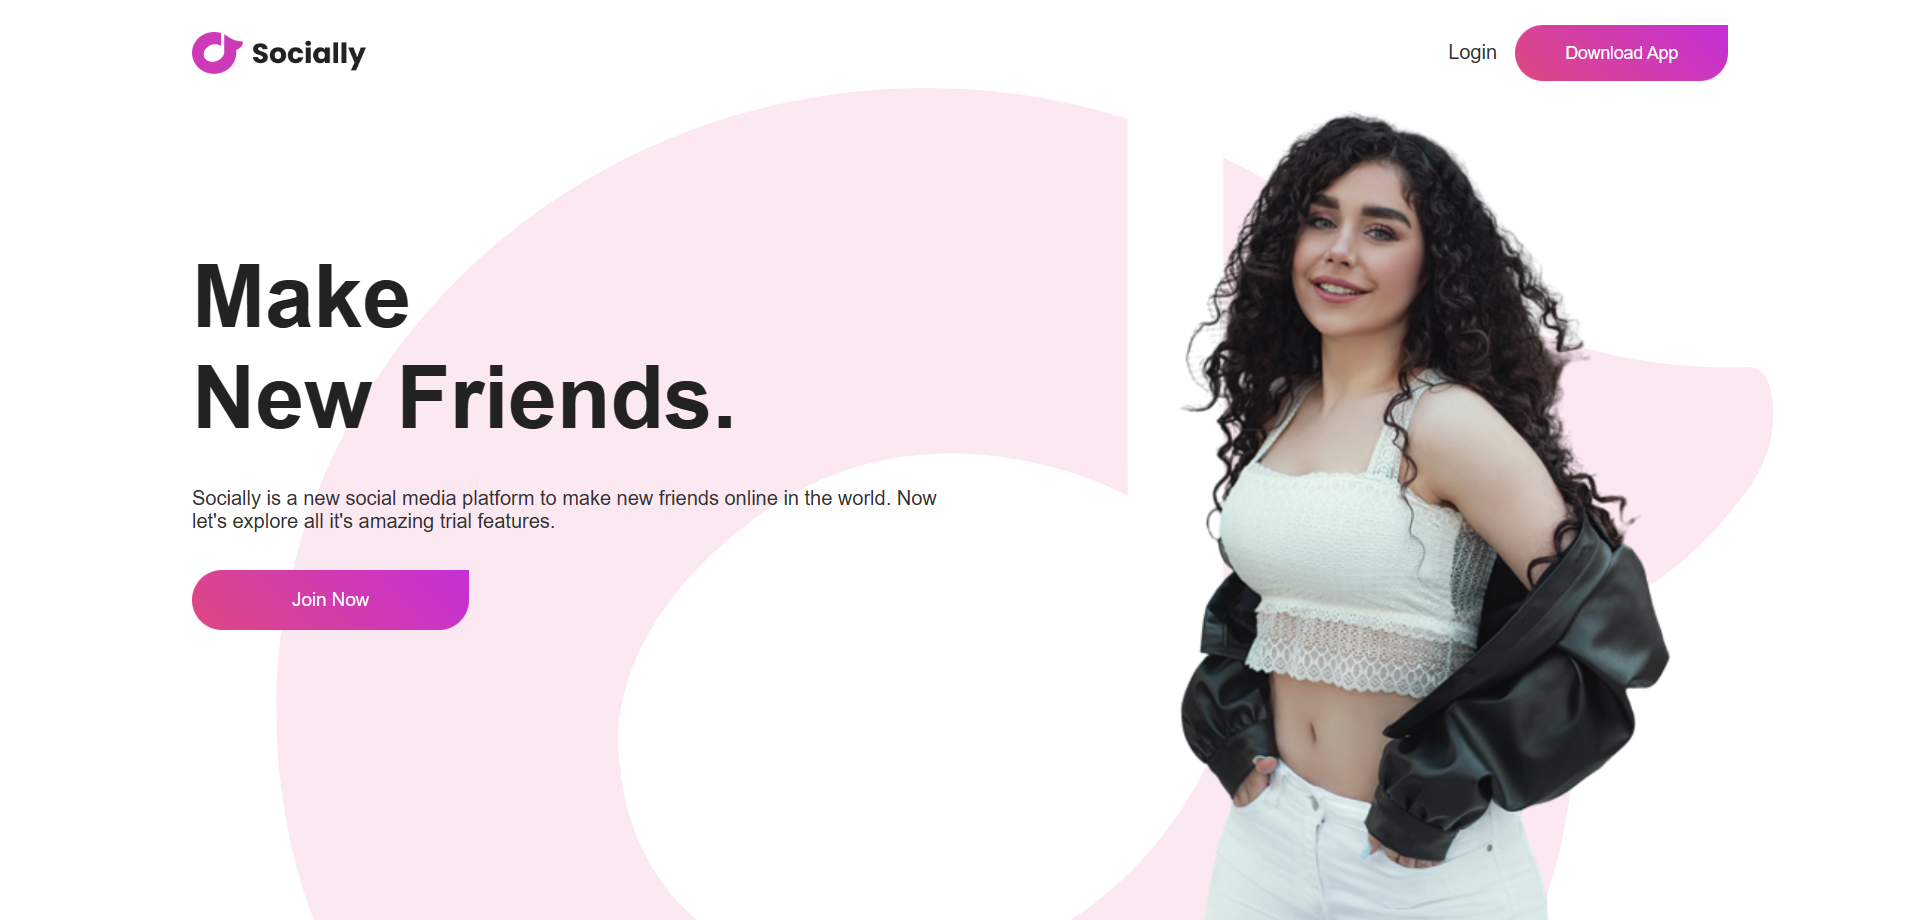 Socially
Login
Download App
Make
New Friends.
Socially is a new social media platform to make new friends online in the world. Now
let's explore all it's amazing trial features.
Join Now